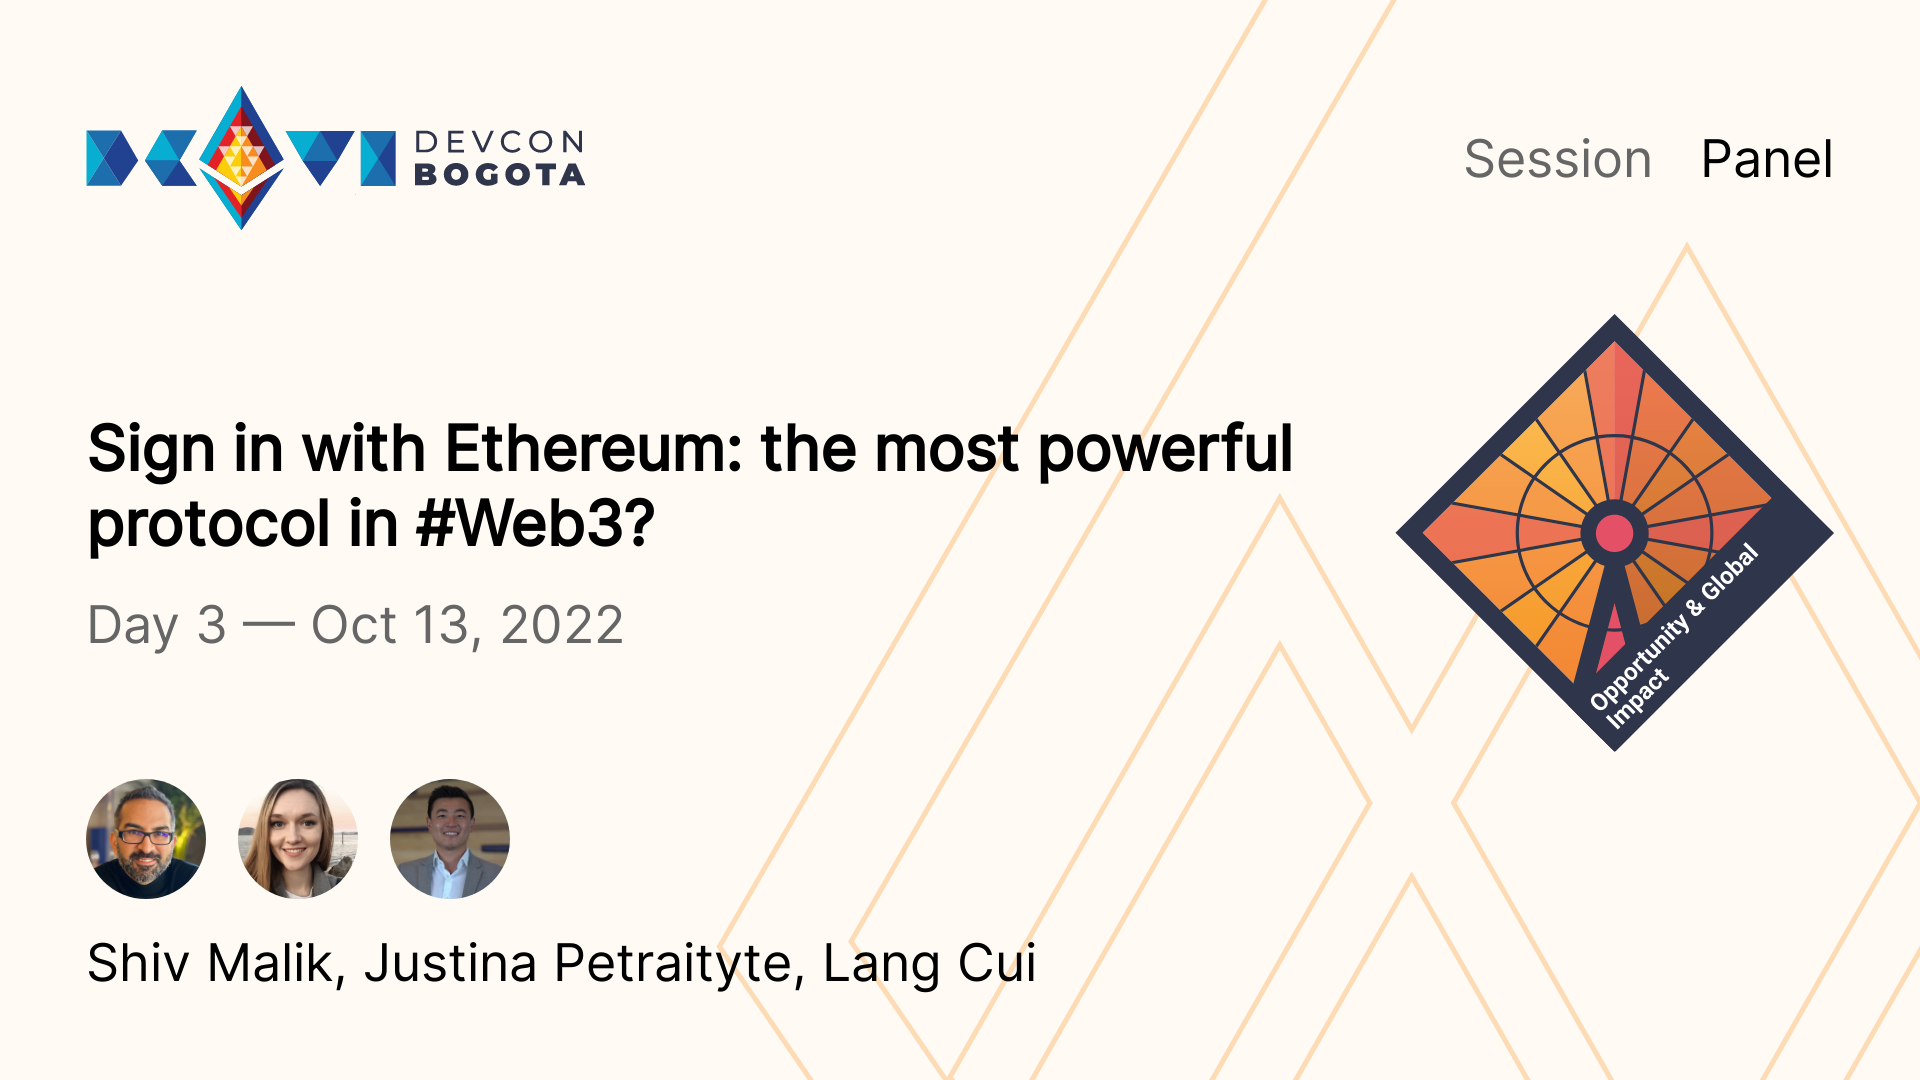 DEVCON
BOGOTA
Session Panel
Sign in with Ethereum: the most powerful
protocol in #Web3?
Day 3 — Oct 13, 2022
Opportunity & Global
Impact
Shiv Malik, Justina Petraityte, Lang Cui